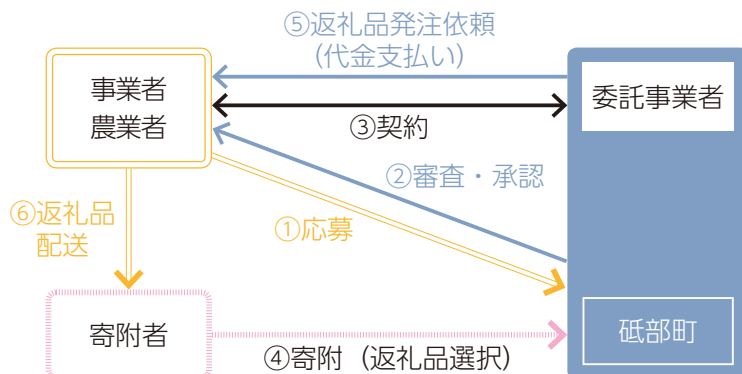 ⑤返礼品発注依頼
(代金支払い)
事業者
農業者
委託事業者
③契約
②審査・承認
⑥返礼品
配送
①応募
寄附者
砥部町
④寄附（返礼品選択）